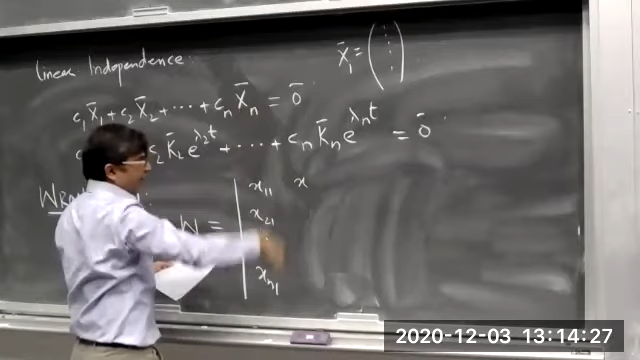 Linear Independence:
X̄₁ = ( ⋮ )
c₁X̄₁ + c₂X̄₂ + ⋯ + cₙX̄ₙ = 0̄
c₂K̄₂e^{λ₂t} + ⋯ + cₙK̄ₙe^{λₙt} = 0̄
W = | x₁₁ x
x₂₁
xₙ₁
2020-12-03 13:14:27